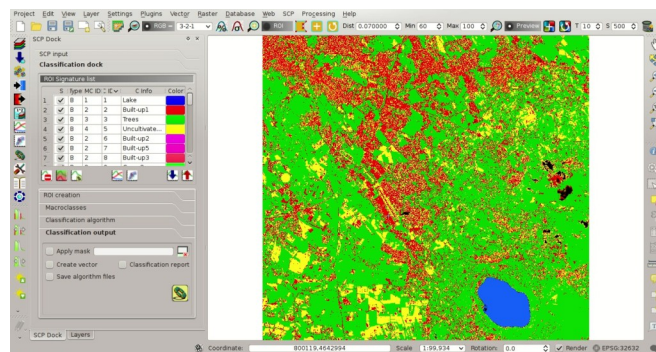 Project Edit View Layer Settings Plugins Vector Raster Database Web SCP Processing Help
RGB = 3-2-1 ROI Dist 0.070000 Min 60 Max 100 Preview T 10 S 500
SCP Dock
SCP input
Classification dock
ROI Signature list
S Type MC ID C Info Color
1 B 1 1 Lake
2 B 2 2 Built-up1
3 B 3 3 Trees
4 B 4 5 Uncultivate...
5 B 2 6 Built-up2
6 B 2 7 Built-up5
7 B 2 8 Built-up3
ROI creation
Macroclasses
Classification algorithm
Classification output
Apply mask
Create vector Classification report
Save algorithm files
SCP Dock Layers
Coordinate: 800119,4642994 Scale 1:99,934 Rotation: 0.0 Render EPSG:32632